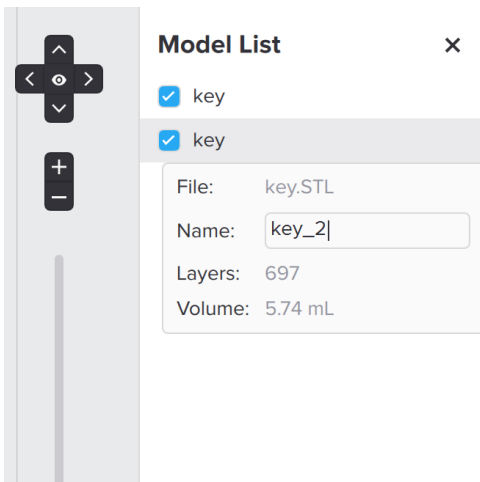 Model List
key
key
File: key.STL
Name: key_2
Layers: 697
Volume: 5.74 mL